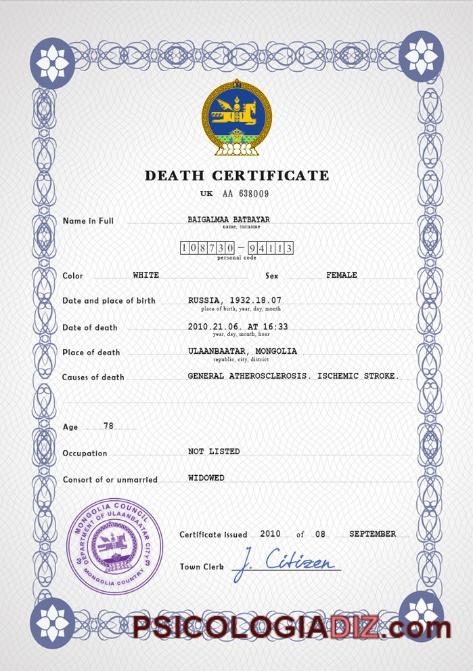 DEATH CERTIFICATE
UK AA 638009
Name in Full BAIGALMAA BATBAYAR
name, surname
108730-94113
personal code
Color WHITE Sex FEMALE
Date and place of birth RUSSIA, 1932.18.07
place of birth, year, day, month
Date of death 2010.21.06. AT 16:33
year, day, month, hour
Place of death ULAANBAATAR, MONGOLIA
republic, city, district
Causes of death GENERAL ATHEROSCLEROSIS. ISCHEMIC STROKE.
Age 78
Occupation NOT LISTED
Consort of or unmarried WIDOWED
MONGOLIA COUNCIL
DEPARTMENT OF ULAANBAATAR CITY
MONGOLIA COUNTRY
Certificate issued 2010 of 08 SEPTEMBER
Town Clerk J. Citizen
PSICOLOGIADIZ.com